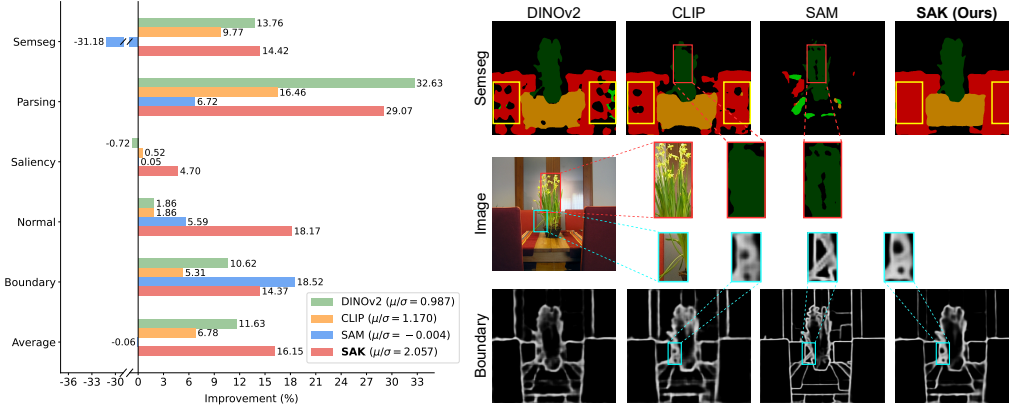 DINOv2
CLIP
SAM
SAK (Ours)
Semseg
13.76
9.77
-31.18
14.42
Parsing
32.63
16.46
6.72
29.07
Saliency
-0.72
0.52
0.05
4.70
Normal
1.86
1.86
5.59
18.17
Boundary
10.62
5.31
18.52
14.37
Average
11.63
6.78
-0.06
16.15
DINOv2 (μ/σ = 0.987)
CLIP (μ/σ = 1.170)
SAM (μ/σ = −0.004)
SAK (μ/σ = 2.057)
-36 -33 -30 0 3 6 9 12 15 18 21 24 27 30 33
Improvement (%)
Semseg
Image
Boundary